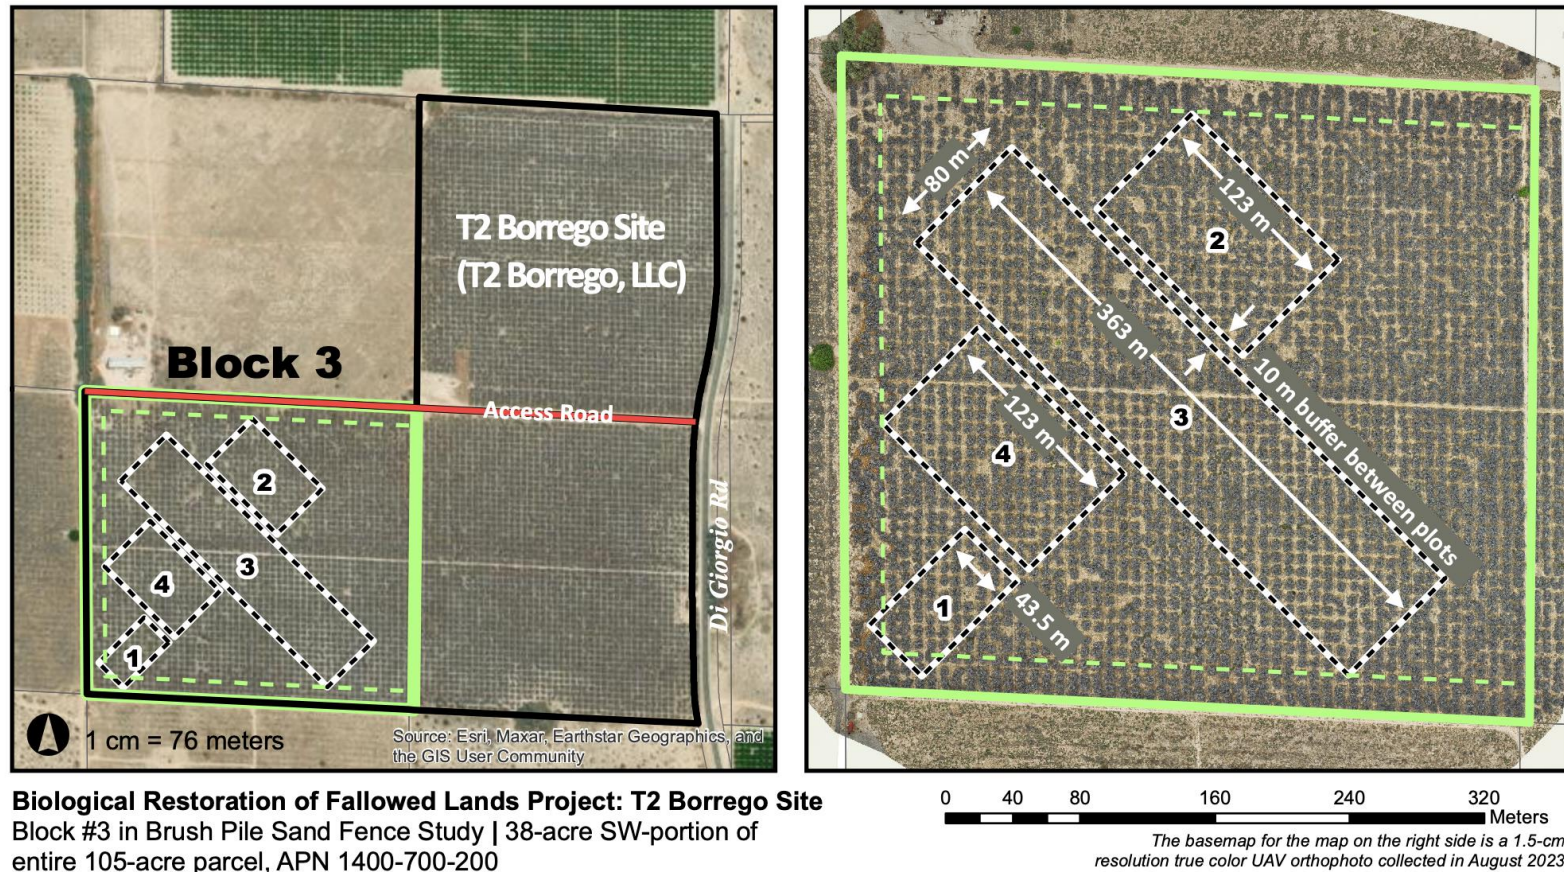 T2 Borrego Site
(T2 Borrego, LLC)
Block 3
Access Road
2
3
4
1
Di Giorgio Rd
1 cm = 76 meters
Source: Esri, Maxar, Earthstar Geographics, and
the GIS User Community
80 m
123 m
2
363 m
10 m buffer between plots
3
123 m
4
1
43.5 m
Biological Restoration of Fallowed Lands Project: T2 Borrego Site
Block #3 in Brush Pile Sand Fence Study | 38-acre SW-portion of
entire 105-acre parcel, APN 1400-700-200
0 40 80 160 240 320
Meters
The basemap for the map on the right side is a 1.5-cm
resolution true color UAV orthophoto collected in August 2023